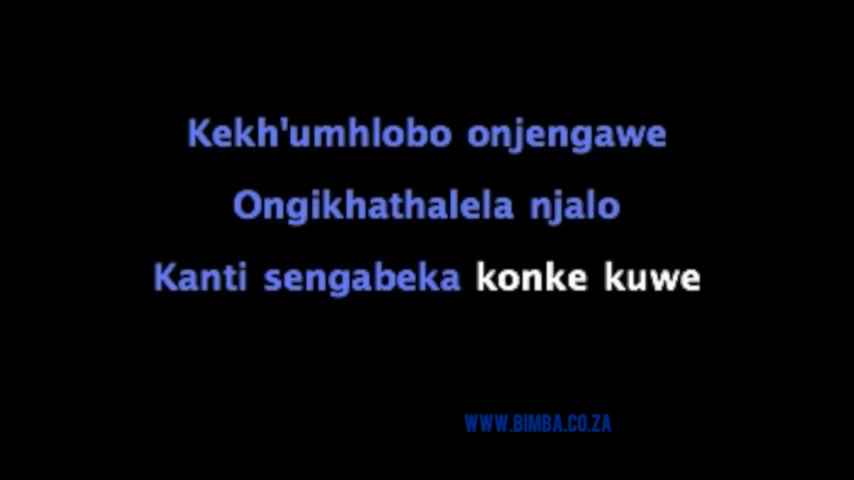 Kekh'umhlobo onjengawe
Ongikhathalela njalo
Kanti sengabeka konke kuwe
WWW.BIMBA.CO.ZA